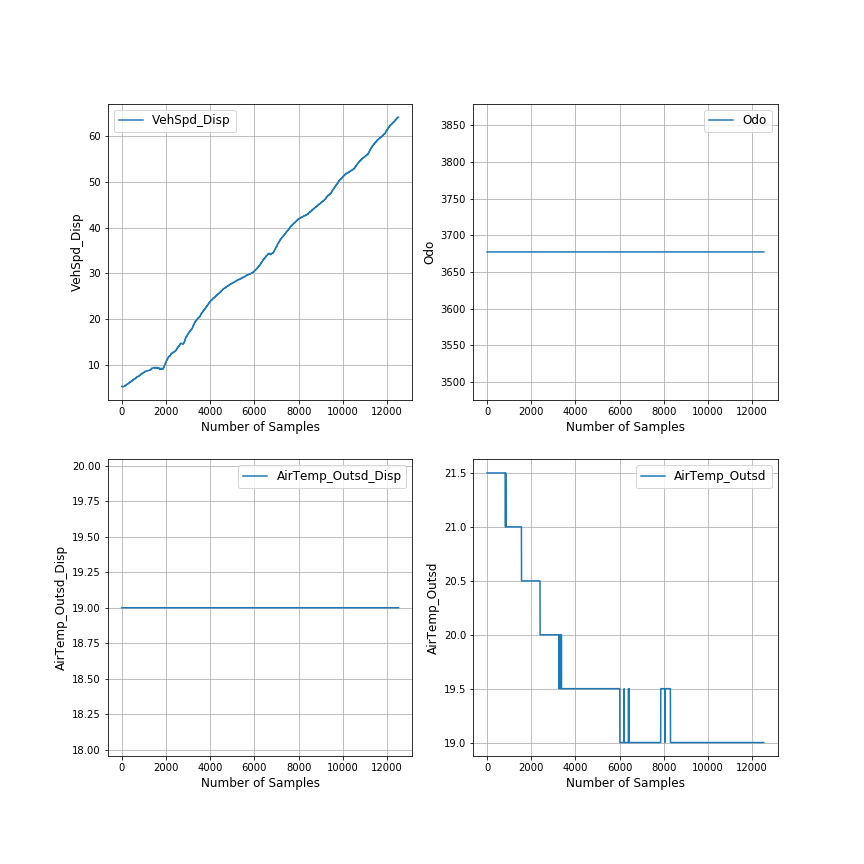 VehSpd_Disp
60
50
40
30
20
10
VehSpd_Disp
0 2000 4000 6000 8000 10000 12000
Number of Samples
Odo
3850
3800
3750
3700
3650
3600
3550
3500
Odo
0 2000 4000 6000 8000 10000 12000
Number of Samples
AirTemp_Outsd_Disp
20.00
19.75
19.50
19.25
19.00
18.75
18.50
18.25
18.00
AirTemp_Outsd_Disp
0 2000 4000 6000 8000 10000 12000
Number of Samples
AirTemp_Outsd
21.5
21.0
20.5
20.0
19.5
19.0
AirTemp_Outsd
0 2000 4000 6000 8000 10000 12000
Number of Samples